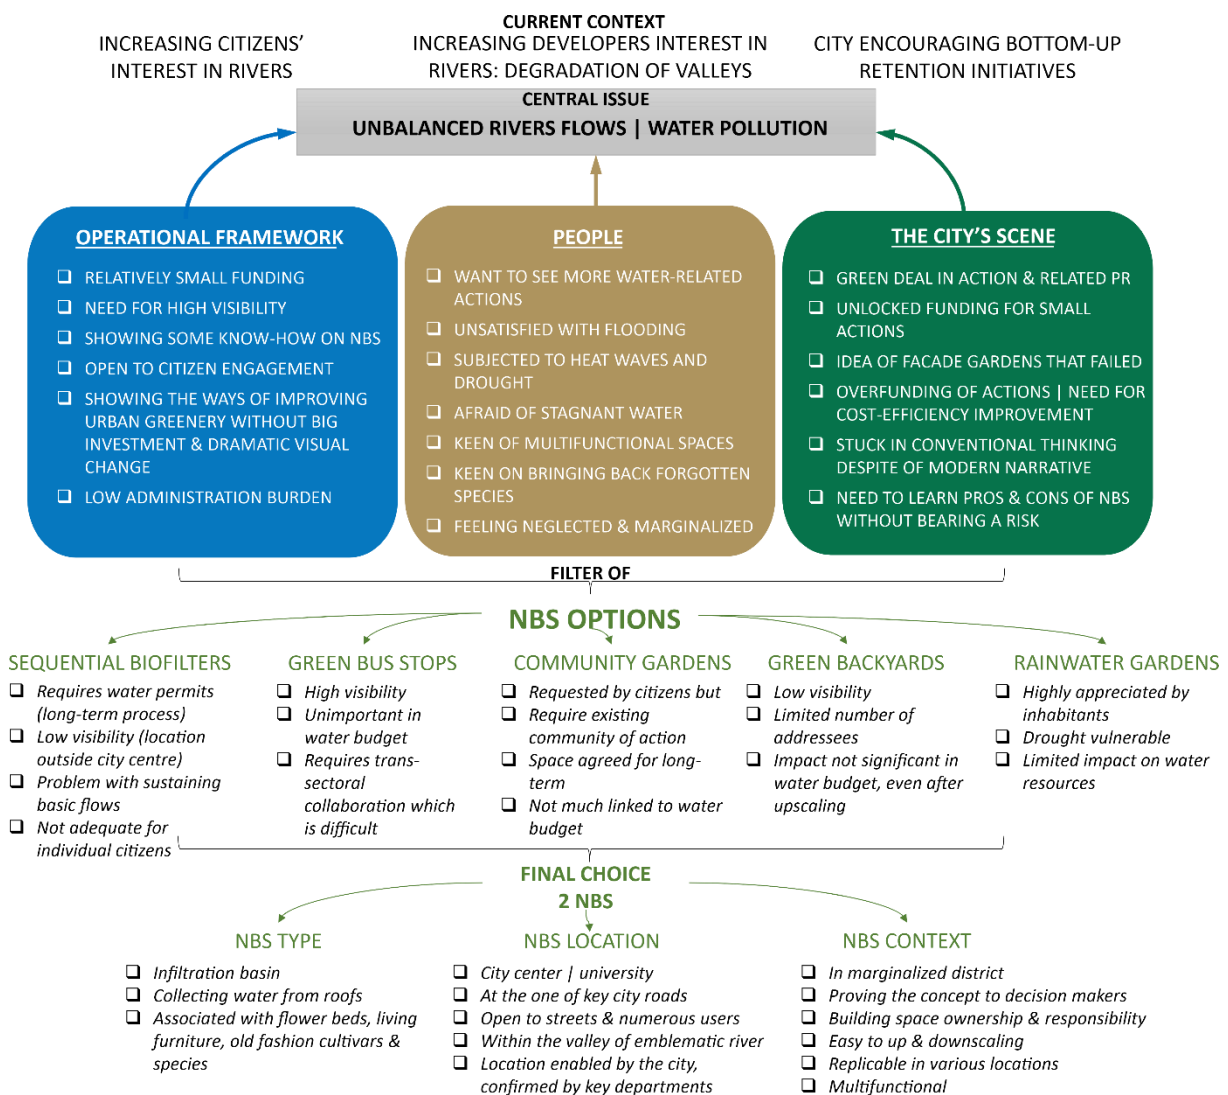 CURRENT CONTEXT
INCREASING CITIZENS'
INTEREST IN RIVERS
INCREASING DEVELOPERS INTEREST IN
RIVERS: DEGRADATION OF VALLEYS
CITY ENCOURAGING BOTTOM-UP
RETENTION INITIATIVES
CENTRAL ISSUE
UNBALANCED RIVERS FLOWS | WATER POLLUTION
OPERATIONAL FRAMEWORK
❑ RELATIVELY SMALL FUNDING
❑ NEED FOR HIGH VISIBILITY
❑ SHOWING SOME KNOW-HOW ON NBS
❑ OPEN TO CITIZEN ENGAGEMENT
❑ SHOWING THE WAYS OF IMPROVING
URBAN GREENERY WITHOUT BIG
INVESTMENT & DRAMATIC VISUAL
CHANGE
❑ LOW ADMINISTRATION BURDEN
PEOPLE
❑ WANT TO SEE MORE WATER-RELATED
ACTIONS
❑ UNSATISFIED WITH FLOODING
❑ SUBJECTED TO HEAT WAVES AND
DROUGHT
❑ AFRAID OF STAGNANT WATER
❑ KEEN OF MULTIFUNCTIONAL SPACES
❑ KEEN ON BRINGING BACK FORGOTTEN
SPECIES
❑ FEELING NEGLECTED & MARGINALIZED
THE CITY'S SCENE
❑ GREEN DEAL IN ACTION & RELATED PR
❑ UNLOCKED FUNDING FOR SMALL
ACTIONS
❑ IDEA OF FACADE GARDENS THAT FAILED
❑ OVERFUNDING OF ACTIONS | NEED FOR
COST-EFFICIENCY IMPROVEMENT
❑ STUCK IN CONVENTIONAL THINKING
DESPITE OF MODERN NARRATIVE
❑ NEED TO LEARN PROS & CONS OF NBS
WITHOUT BEARING A RISK
FILTER OF
NBS OPTIONS
SEQUENTIAL BIOFILTERS
❑ Requires water permits
(long-term process)
❑ Low visibility (location
outside city centre)
❑ Problem with sustaining
basic flows
❑ Not adequate for
individual citizens
GREEN BUS STOPS
❑ High visibility
❑ Unimportant in
water budget
❑ Requires trans-
sectoral
collaboration which
is difficult
COMMUNITY GARDENS
❑ Requested by citizens but
❑ Require existing
community of action
❑ Space agreed for long-
term
❑ Not much linked to water
budget
GREEN BACKYARDS
❑ Low visibility
❑ Limited number of
addressees
❑ Impact not significant in
water budget, even after
upscaling
RAINWATER GARDENS
❑ Highly appreciated by
inhabitants
❑ Drought vulnerable
❑ Limited impact on water
resources
FINAL CHOICE
2 NBS
NBS TYPE
❑ Infiltration basin
❑ Collecting water from roofs
❑ Associated with flower beds, living
furniture, old fashion cultivars &
species
NBS LOCATION
❑ City center | university
❑ At the one of key city roads
❑ Open to streets & numerous users
❑ Within the valley of emblematic river
❑ Location enabled by the city,
confirmed by key departments
NBS CONTEXT
❑ In marginalized district
❑ Proving the concept to decision makers
❑ Building space ownership & responsibility
❑ Easy to up & downscaling
❑ Replicable in various locations
❑ Multifunctional